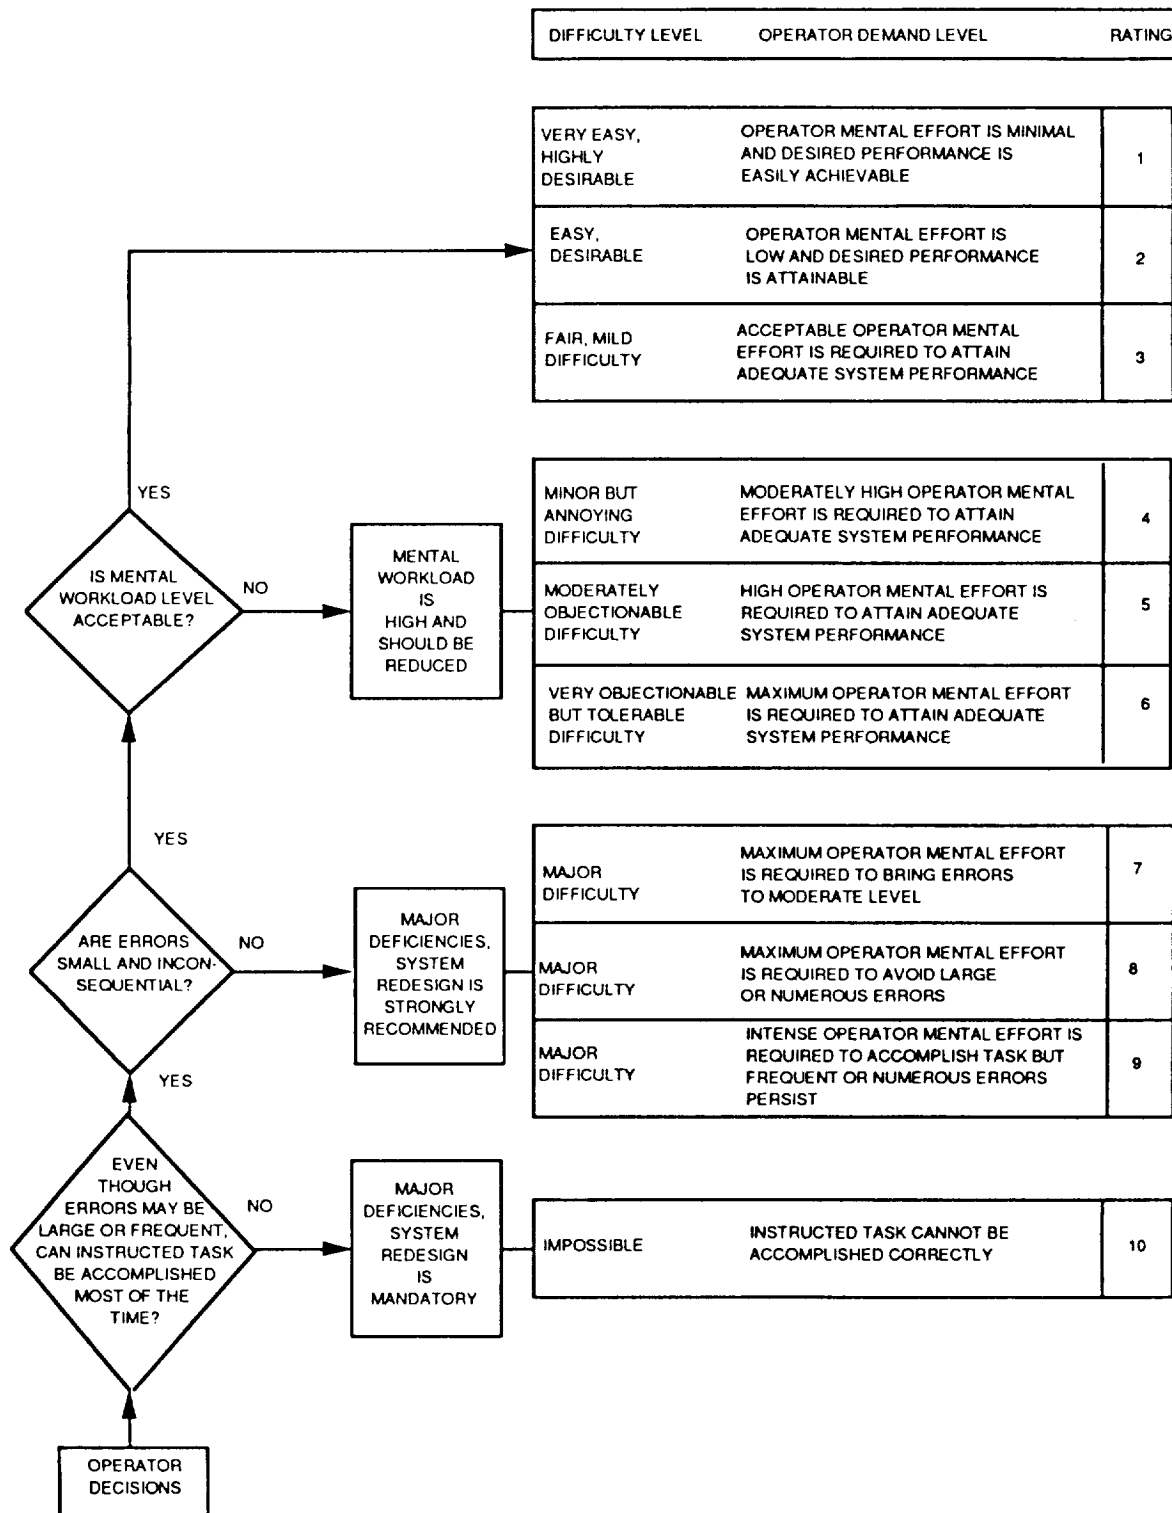 DIFFICULTY LEVEL OPERATOR DEMAND LEVEL RATING
VERY EASY,
HIGHLY
DESIRABLE
OPERATOR MENTAL EFFORT IS MINIMAL
AND DESIRED PERFORMANCE IS
EASILY ACHIEVABLE
1
EASY,
DESIRABLE
OPERATOR MENTAL EFFORT IS
LOW AND DESIRED PERFORMANCE
IS ATTAINABLE
2
FAIR, MILD
DIFFICULTY
ACCEPTABLE OPERATOR MENTAL
EFFORT IS REQUIRED TO ATTAIN
ADEQUATE SYSTEM PERFORMANCE
3
YES
IS MENTAL
WORKLOAD LEVEL
ACCEPTABLE?
NO
MENTAL
WORKLOAD
IS
HIGH AND
SHOULD BE
REDUCED
MINOR BUT
ANNOYING
DIFFICULTY
MODERATELY HIGH OPERATOR MENTAL
EFFORT IS REQUIRED TO ATTAIN
ADEQUATE SYSTEM PERFORMANCE
4
MODERATELY
OBJECTIONABLE
DIFFICULTY
HIGH OPERATOR MENTAL EFFORT IS
REQUIRED TO ATTAIN ADEQUATE
SYSTEM PERFORMANCE
5
VERY OBJECTIONABLE
BUT TOLERABLE
DIFFICULTY
MAXIMUM OPERATOR MENTAL EFFORT
IS REQUIRED TO ATTAIN ADEQUATE
SYSTEM PERFORMANCE
6
YES
ARE ERRORS
SMALL AND INCON-
SEQUENTIAL?
NO
MAJOR
DEFICIENCIES,
SYSTEM
REDESIGN IS
STRONGLY
RECOMMENDED
MAJOR
DIFFICULTY
MAXIMUM OPERATOR MENTAL EFFORT
IS REQUIRED TO BRING ERRORS
TO MODERATE LEVEL
7
MAJOR
DIFFICULTY
MAXIMUM OPERATOR MENTAL EFFORT
IS REQUIRED TO AVOID LARGE
OR NUMEROUS ERRORS
8
MAJOR
DIFFICULTY
INTENSE OPERATOR MENTAL EFFORT IS
REQUIRED TO ACCOMPLISH TASK BUT
FREQUENT OR NUMEROUS ERRORS
PERSIST
9
YES
EVEN
THOUGH
ERRORS MAY BE
LARGE OR FREQUENT,
CAN INSTRUCTED TASK
BE ACCOMPLISHED
MOST OF THE
TIME?
NO
MAJOR
DEFICIENCIES,
SYSTEM
REDESIGN
IS
MANDATORY
IMPOSSIBLE
INSTRUCTED TASK CANNOT BE
ACCOMPLISHED CORRECTLY
10
OPERATOR
DECISIONS